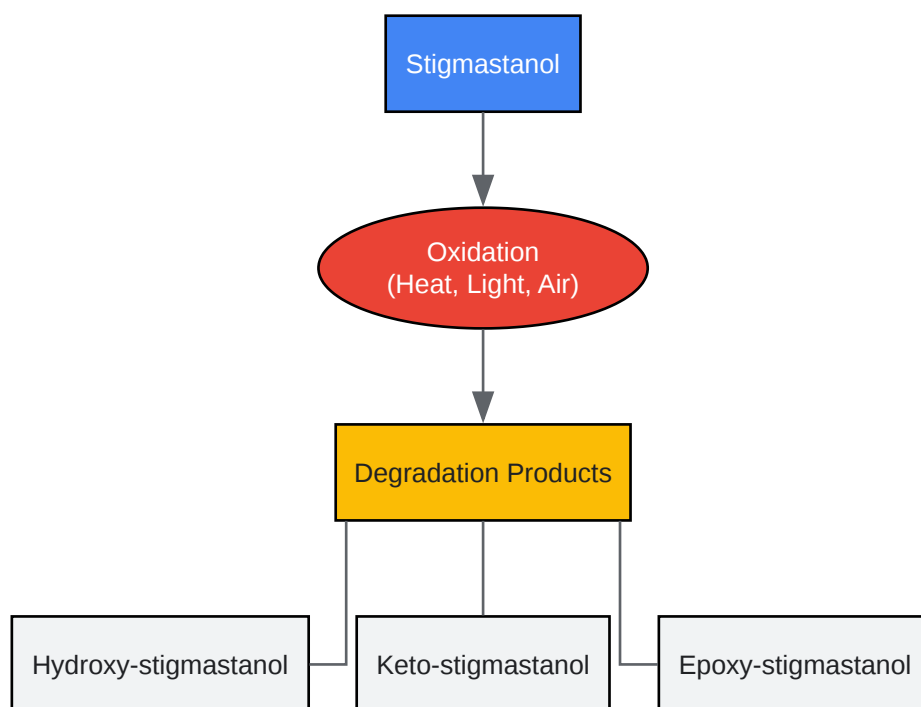 Stigmastanol
Oxidation
(Heat, Light, Air)
Degradation Products
Hydroxy-stigmastanol
Keto-stigmastanol
Epoxy-stigmastanol